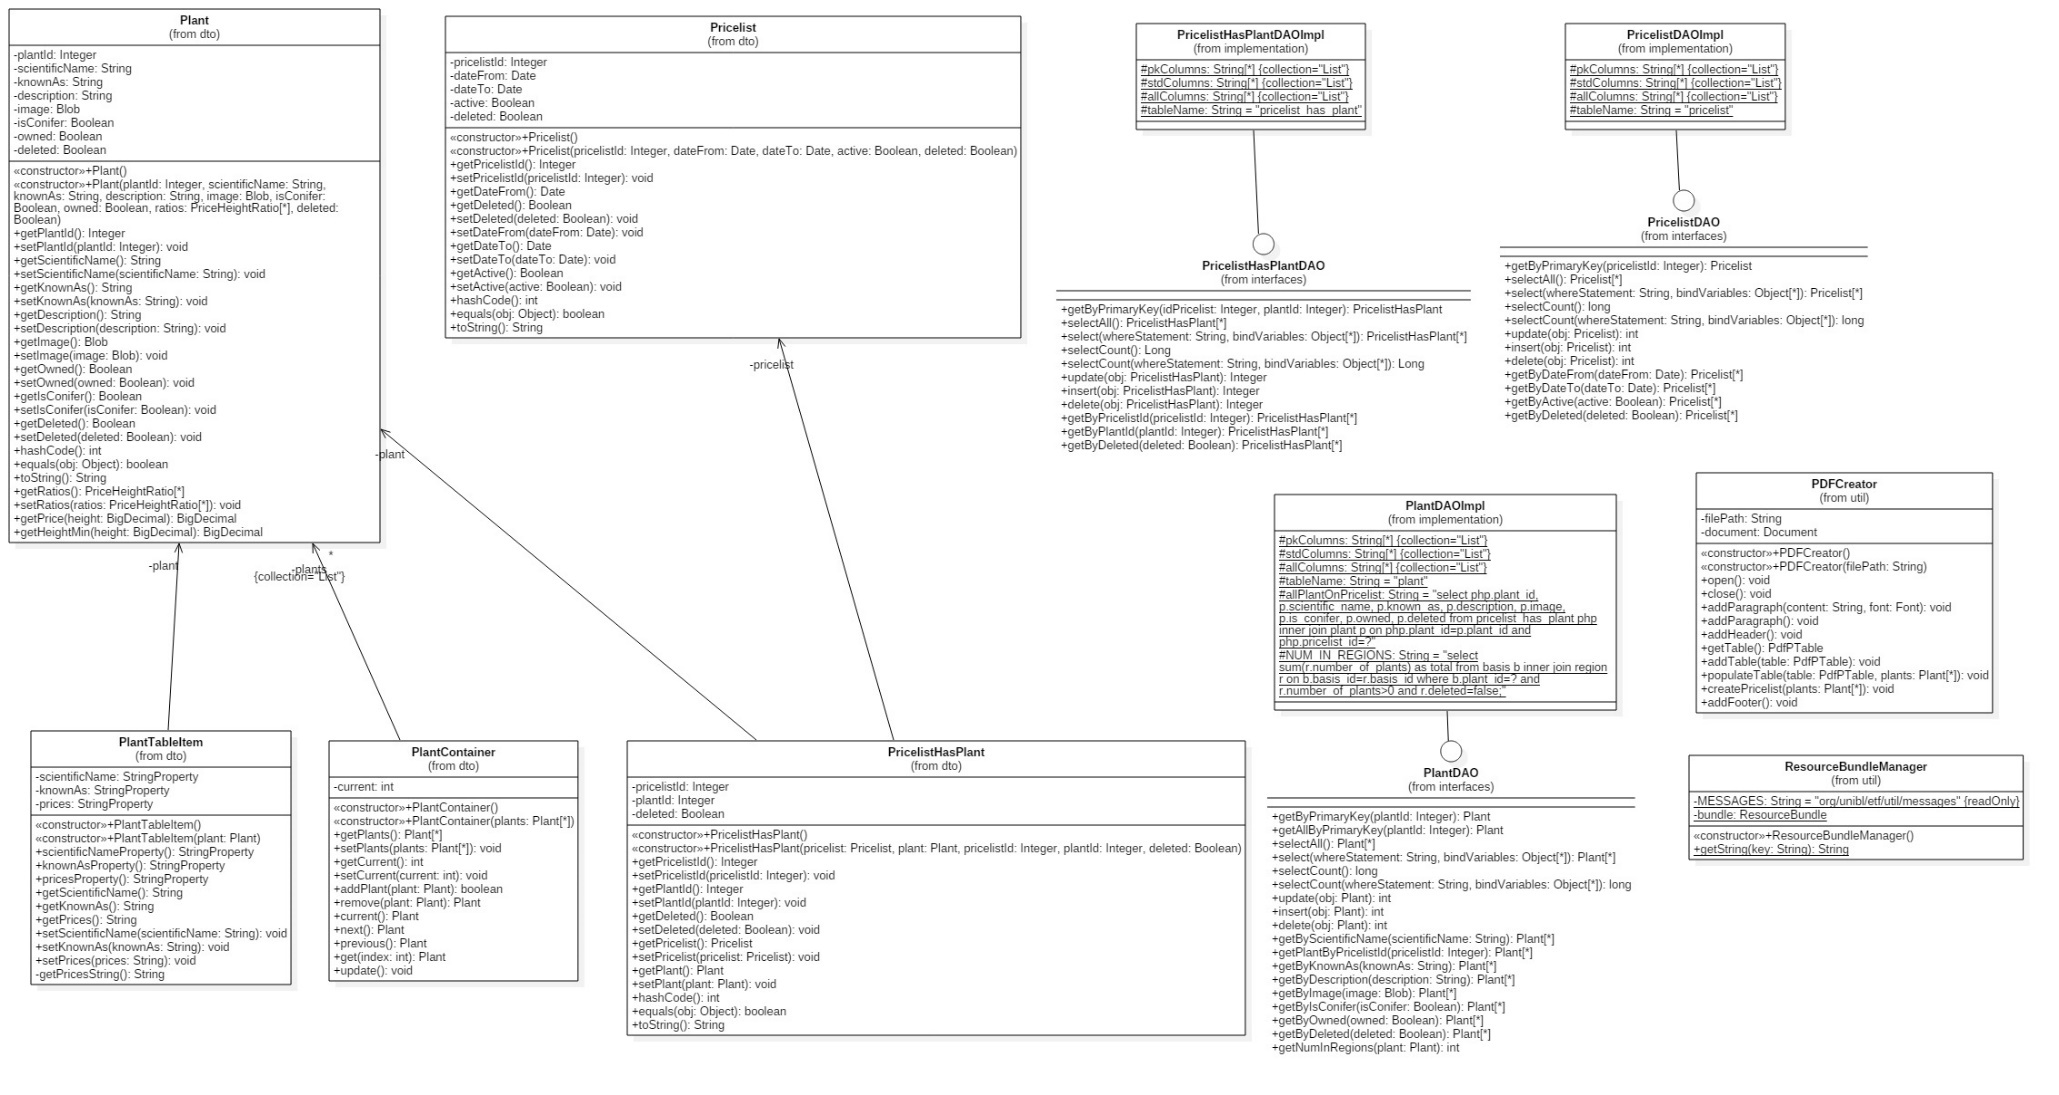 Plant
(from dto)
-plantId: Integer
-scientificName: String
-knownAs: String
-description: String
-image: Blob
-isConifer: Boolean
-owned: Boolean
-deleted: Boolean
«constructor»+Plant()
«constructor»+Plant(plantId: Integer, scientificName: String,
knownAs: String, description: String, image: Blob, isConifer:
Boolean, owned: Boolean, ratios: PriceHeightRatio[*], deleted:
Boolean)
+getPlantId(): Integer
+setPlantId(plantId: Integer): void
+getScientificName(): String
+setScientificName(scientificName: String): void
+getKnownAs(): String
+setKnownAs(knownAs: String): void
+getDescription(): String
+setDescription(description: String): void
+getImage(): Blob
+setImage(image: Blob): void
+getOwned(): Boolean
+setOwned(owned: Boolean): void
+getIsConifer(): Boolean
+setIsConifer(isConifer: Boolean): void
+getDeleted(): Boolean
+setDeleted(deleted: Boolean): void
+hashCode(): int
+equals(obj: Object): boolean
+toString(): String
+getRatios(): PriceHeightRatio[*]
+setRatios(ratios: PriceHeightRatio[*]): void
+getPrice(height: BigDecimal): BigDecimal
+getHeightMin(height: BigDecimal): BigDecimal
Pricelist
(from dto)
-pricelistId: Integer
-dateFrom: Date
-dateTo: Date
-active: Boolean
-deleted: Boolean
«constructor»+Pricelist()
«constructor»+Pricelist(pricelistId: Integer, dateFrom: Date, dateTo: Date, active: Boolean, deleted: Boolean)
+getPricelistId(): Integer
+setPricelistId(pricelistId: Integer): void
+getDateFrom(): Date
+getDeleted(): Boolean
+setDeleted(deleted: Boolean): void
+setDateFrom(dateFrom: Date): void
+getDateTo(): Date
+setDateTo(dateTo: Date): void
+getActive(): Boolean
+setActive(active: Boolean): void
+hashCode(): int
+equals(obj: Object): boolean
+toString(): String
PricelistHasPlantDAOImpl
(from implementation)
#pkColumns: String[*] {collection="List"}
#stdColumns: String[*] {collection="List"}
#allColumns: String[*] {collection="List"}
#tableName: String = "pricelist_has_plant"
PricelistDAOImpl
(from implementation)
#pkColumns: String[*] {collection="List"}
#stdColumns: String[*] {collection="List"}
#allColumns: String[*] {collection="List"}
#tableName: String = "pricelist"
PricelistHasPlantDAO
(from interfaces)
+getByPrimaryKey(idPricelist: Integer, plantId: Integer): PricelistHasPlant
+selectAll(): PricelistHasPlant[*]
+select(whereStatement: String, bindVariables: Object[*]): PricelistHasPlant[*]
+selectCount(): Long
+selectCount(whereStatement: String, bindVariables: Object[*]): Long
+update(obj: PricelistHasPlant): Integer
+insert(obj: PricelistHasPlant): Integer
+delete(obj: PricelistHasPlant): Integer
+getByPricelistId(pricelistId: Integer): PricelistHasPlant[*]
+getByPlantId(plantId: Integer): PricelistHasPlant[*]
+getByDeleted(deleted: Boolean): PricelistHasPlant[*]
PricelistDAO
(from interfaces)
+getByPrimaryKey(pricelistId: Integer): Pricelist
+selectAll(): Pricelist[*]
+select(whereStatement: String, bindVariables: Object[*]): Pricelist[*]
+selectCount(): long
+selectCount(whereStatement: String, bindVariables: Object[*]): long
+update(obj: Pricelist): int
+insert(obj: Pricelist): int
+delete(obj: Pricelist): int
+getByDateFrom(dateFrom: Date): Pricelist[*]
+getByDateTo(dateTo: Date): Pricelist[*]
+getByActive(active: Boolean): Pricelist[*]
+getByDeleted(deleted: Boolean): Pricelist[*]
-pricelist
-plant
-plant
*
-plants
{collection="List"}
PlantDAOImpl
(from implementation)
#pkColumns: String[*] {collection="List"}
#stdColumns: String[*] {collection="List"}
#allColumns: String[*] {collection="List"}
#tableName: String = "plant"
#allPlantOnPricelist: String = "select php.plant_id,
p.scientific_name, p.known_as, p.description, p.image,
p.is_conifer, p.owned, p.deleted from pricelist_has_plant php
inner join plant p on php.plant_id=p.plant_id and
php.pricelist_id=?"
#NUM_IN_REGIONS: String = "select
sum(r.number_of_plants) as total from basis b inner join region
r on b.basis_id=r.basis_id where b.plant_id=? and
r.number_of_plants>0 and r.deleted=false;"
PDFCreator
(from util)
-filePath: String
-document: Document
«constructor»+PDFCreator()
«constructor»+PDFCreator(filePath: String)
+open(): void
+close(): void
+addParagraph(content: String, font: Font): void
+addParagraph(): void
+addHeader(): void
+getTable(): PdfPTable
+addTable(table: PdfPTable): void
+populateTable(table: PdfPTable, plants: Plant[*]): void
+createPricelist(plants: Plant[*]): void
+addFooter(): void
PlantTableItem
(from dto)
-scientificName: StringProperty
-knownAs: StringProperty
-prices: StringProperty
«constructor»+PlantTableItem()
«constructor»+PlantTableItem(plant: Plant)
+scientificNameProperty(): StringProperty
+knownAsProperty(): StringProperty
+pricesProperty(): StringProperty
+getScientificName(): String
+getKnownAs(): String
+getPrices(): String
+setScientificName(scientificName: String): void
+setKnownAs(knownAs: String): void
+setPrices(prices: String): void
-getPricesString(): String
PlantContainer
(from dto)
-current: int
«constructor»+PlantContainer()
«constructor»+PlantContainer(plants: Plant[*])
+getPlants(): Plant[*]
+setPlants(plants: Plant[*]): void
+getCurrent(): int
+setCurrent(current: int): void
+addPlant(plant: Plant): boolean
+remove(plant: Plant): Plant
+current(): Plant
+next(): Plant
+previous(): Plant
+get(index: int): Plant
+update(): void
PricelistHasPlant
(from dto)
-pricelistId: Integer
-plantId: Integer
-deleted: Boolean
«constructor»+PricelistHasPlant()
«constructor»+PricelistHasPlant(pricelist: Pricelist, plant: Plant, pricelistId: Integer, plantId: Integer, deleted: Boolean)
+getPricelistId(): Integer
+setPricelistId(pricelistId: Integer): void
+getPlantId(): Integer
+setPlantId(plantId: Integer): void
+getDeleted(): Boolean
+setDeleted(deleted: Boolean): void
+getPricelist(): Pricelist
+setPricelist(pricelist: Pricelist): void
+getPlant(): Plant
+setPlant(plant: Plant): void
+hashCode(): int
+equals(obj: Object): boolean
+toString(): String
PlantDAO
(from interfaces)
+getByPrimaryKey(plantId: Integer): Plant
+getAllByPrimaryKey(plantId: Integer): Plant
+selectAll(): Plant[*]
+select(whereStatement: String, bindVariables: Object[*]): Plant[*]
+selectCount(): long
+selectCount(whereStatement: String, bindVariables: Object[*]): long
+update(obj: Plant): int
+insert(obj: Plant): int
+delete(obj: Plant): int
+getByScientificName(scientificName: String): Plant[*]
+getPlantByPricelistId(pricelistId: Integer): Plant[*]
+getByKnownAs(knownAs: String): Plant[*]
+getByDescription(description: String): Plant[*]
+getByImage(image: Blob): Plant[*]
+getByIsConifer(isConifer: Boolean): Plant[*]
+getByOwned(owned: Boolean): Plant[*]
+getByDeleted(deleted: Boolean): Plant[*]
+getNumInRegions(plant: Plant): int
ResourceBundleManager
(from util)
-MESSAGES: String = "org/unibl/etf/util/messages" {readOnly}
-bundle: ResourceBundle
«constructor»+ResourceBundleManager()
+getString(key: String): String